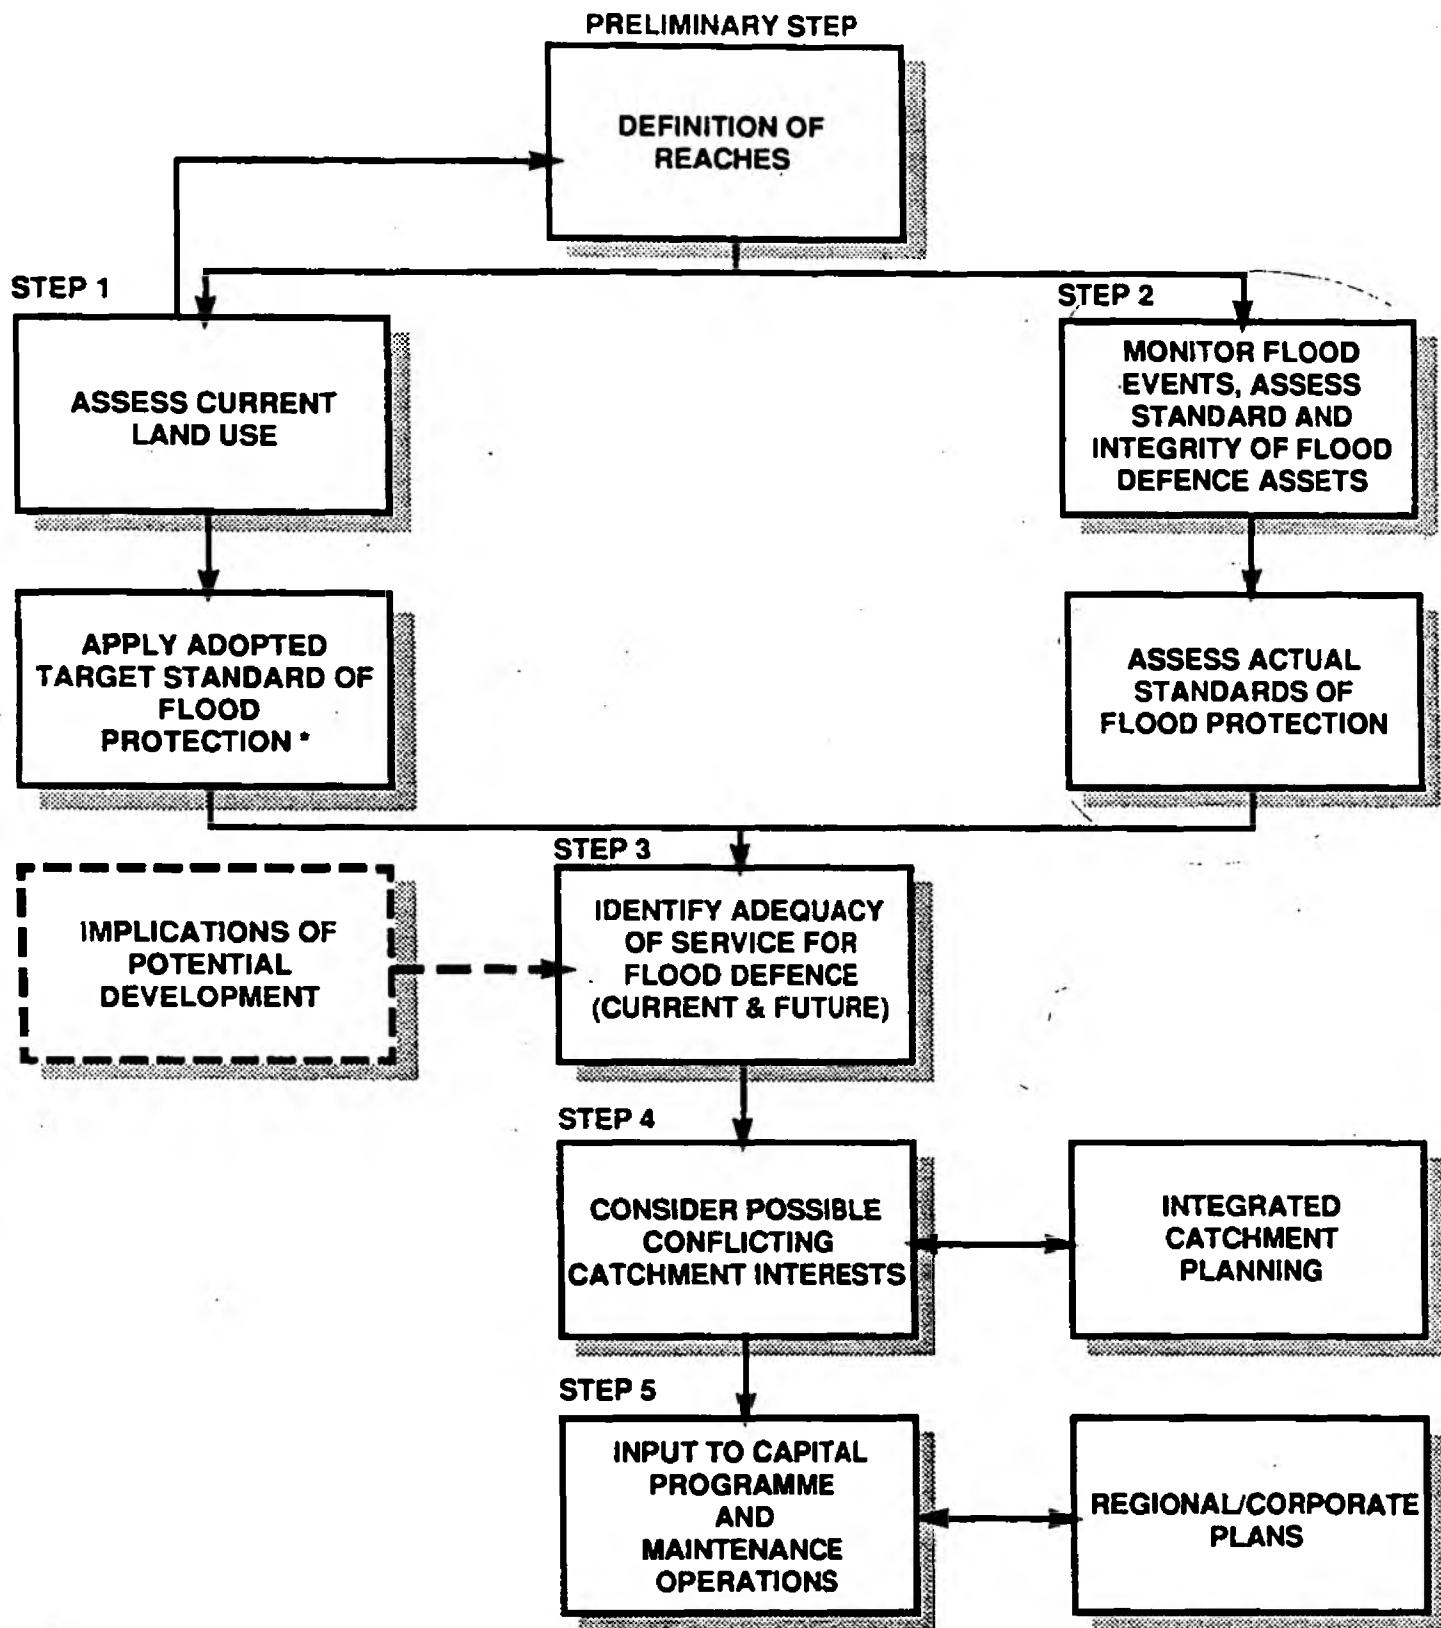 PRELIMINARY STEP
DEFINITION OF
REACHES
STEP 1
ASSESS CURRENT
LAND USE
STEP 2
MONITOR FLOOD
EVENTS, ASSESS
STANDARD AND
INTEGRITY OF FLOOD
DEFENCE ASSETS
APPLY ADOPTED
TARGET STANDARD OF
FLOOD
PROTECTION *
ASSESS ACTUAL
STANDARDS OF
FLOOD PROTECTION
IMPLICATIONS OF
POTENTIAL
DEVELOPMENT
STEP 3
IDENTIFY ADEQUACY
OF SERVICE FOR
FLOOD DEFENCE
(CURRENT & FUTURE)
STEP 4
CONSIDER POSSIBLE
CONFLICTING
CATCHMENT INTERESTS
INTEGRATED
CATCHMENT
PLANNING
STEP 5
INPUT TO CAPITAL
PROGRAMME
AND
MAINTENANCE
OPERATIONS
REGIONAL/CORPORATE
PLANS